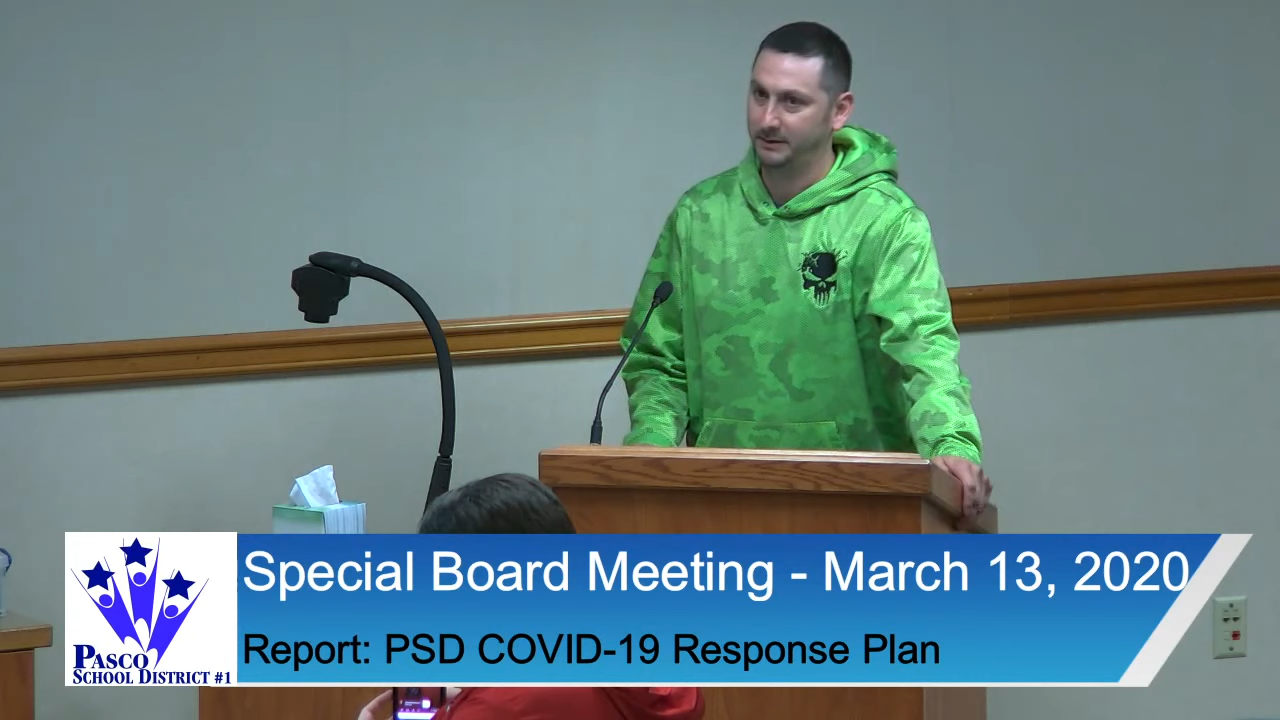 Special Board Meeting - March 13, 2020
Report: PSD COVID-19 Response Plan
PASCO
SCHOOL DISTRICT #1